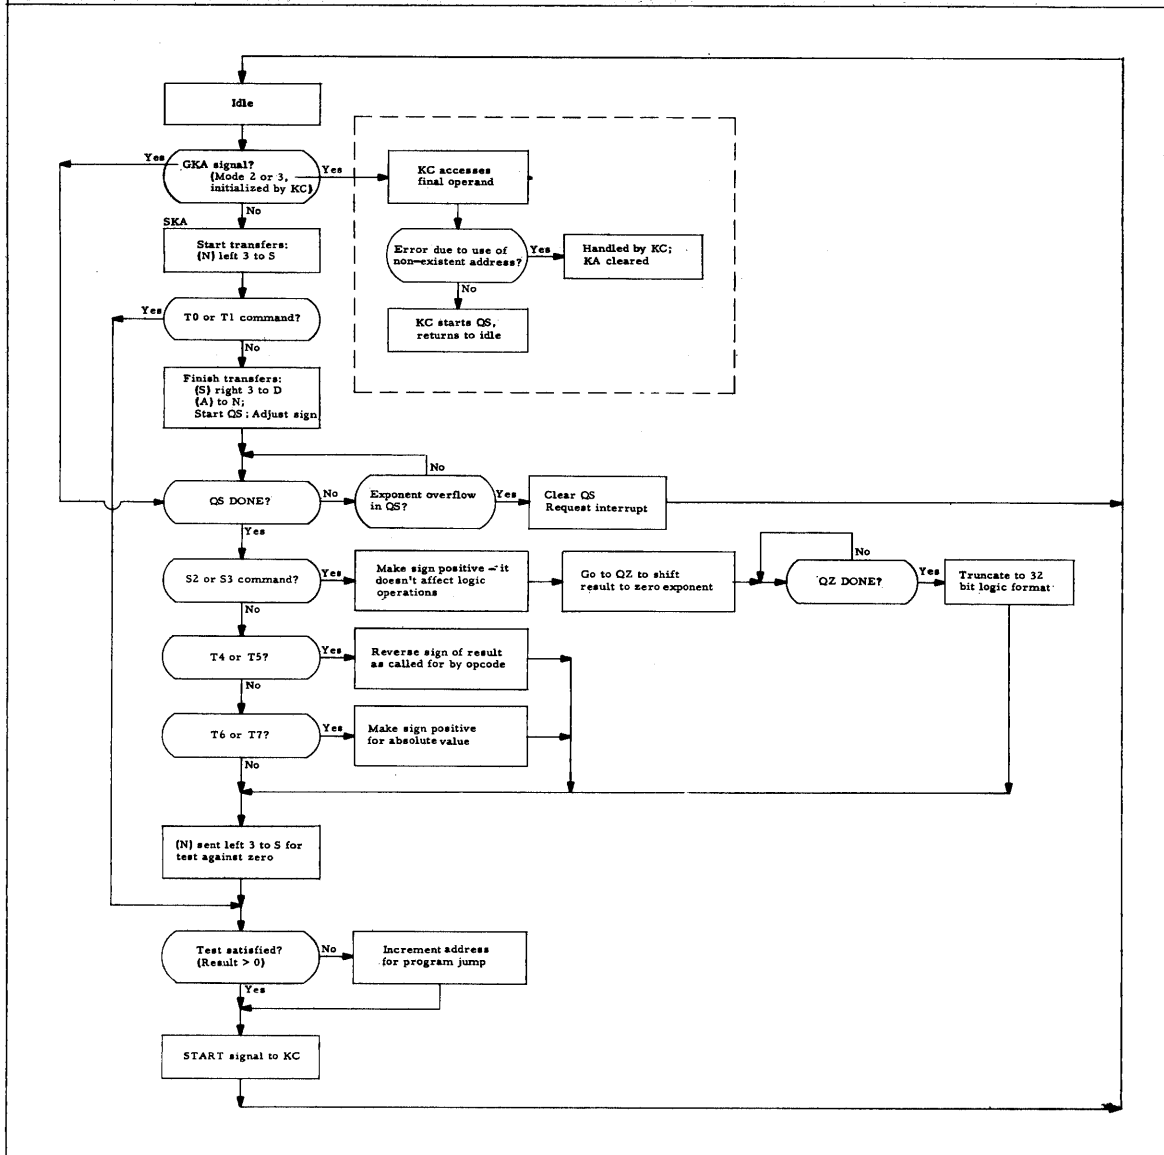 Idle
Yes
GKA signal?
(Mode 2 or 3,
initialized by KC)
Yes
No
KC accesses
final operand
SKA
Start transfers:
(N) left 3 to S
Error due to use of
non-existent address?
Yes
Handled by KC;
KA cleared
No
Yes
T0 or T1 command?
No
KC starts QS,
returns to idle
Finish transfers:
(S) right 3 to D
(A) to N;
Start QS; Adjust sign
No
QS DONE?
No
Exponent overflow
in QS?
Yes
Clear QS
Request interrupt
Yes
S2 or S3 command?
Yes
Make sign positive - it
doesn't affect logic
operations
Go to QZ to shift
result to zero exponent
No
QZ DONE?
Yes
Truncate to 32
bit logic format
No
T4 or T5?
Yes
Reverse sign of result
as called for by opcode
No
T6 or T7?
Yes
Make sign positive
for absolute value
No
(N) sent left 3 to S for
test against zero
Test satisfied?
(Result > 0)
No
Increment address
for program jump
Yes
START signal to KC